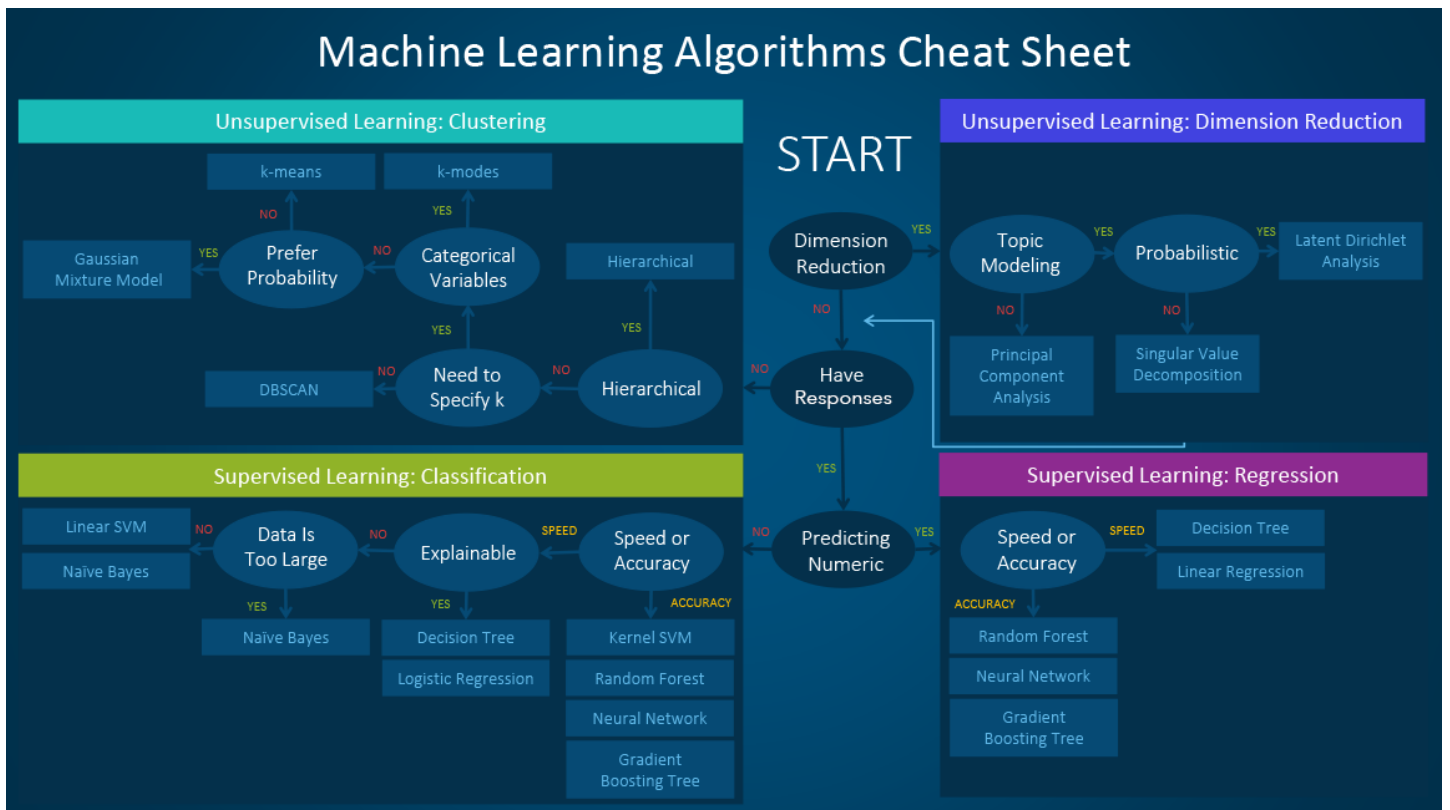 Machine Learning Algorithms Cheat Sheet
Unsupervised Learning: Clustering
k-means
k-modes
NO
YES
Gaussian
Mixture Model
YES
Prefer
Probability
NO
Categorical
Variables
Hierarchical
YES
YES
DBSCAN
NO
Need to
Specify k
NO
Hierarchical
START
Dimension
Reduction
YES
NO
NO
Have
Responses
YES
NO
Predicting
Numeric
YES
Unsupervised Learning: Dimension Reduction
Topic
Modeling
YES
Probabilistic
YES
Latent Dirichlet
Analysis
NO
NO
Principal
Component
Analysis
Singular Value
Decomposition
Supervised Learning: Classification
Linear SVM
Naïve Bayes
NO
Data Is
Too Large
NO
Explainable
SPEED
Speed or
Accuracy
YES
YES
ACCURACY
Naïve Bayes
Decision Tree
Logistic Regression
Kernel SVM
Random Forest
Neural Network
Gradient
Boosting Tree
Supervised Learning: Regression
Speed or
Accuracy
SPEED
Decision Tree
Linear Regression
ACCURACY
Random Forest
Neural Network
Gradient
Boosting Tree